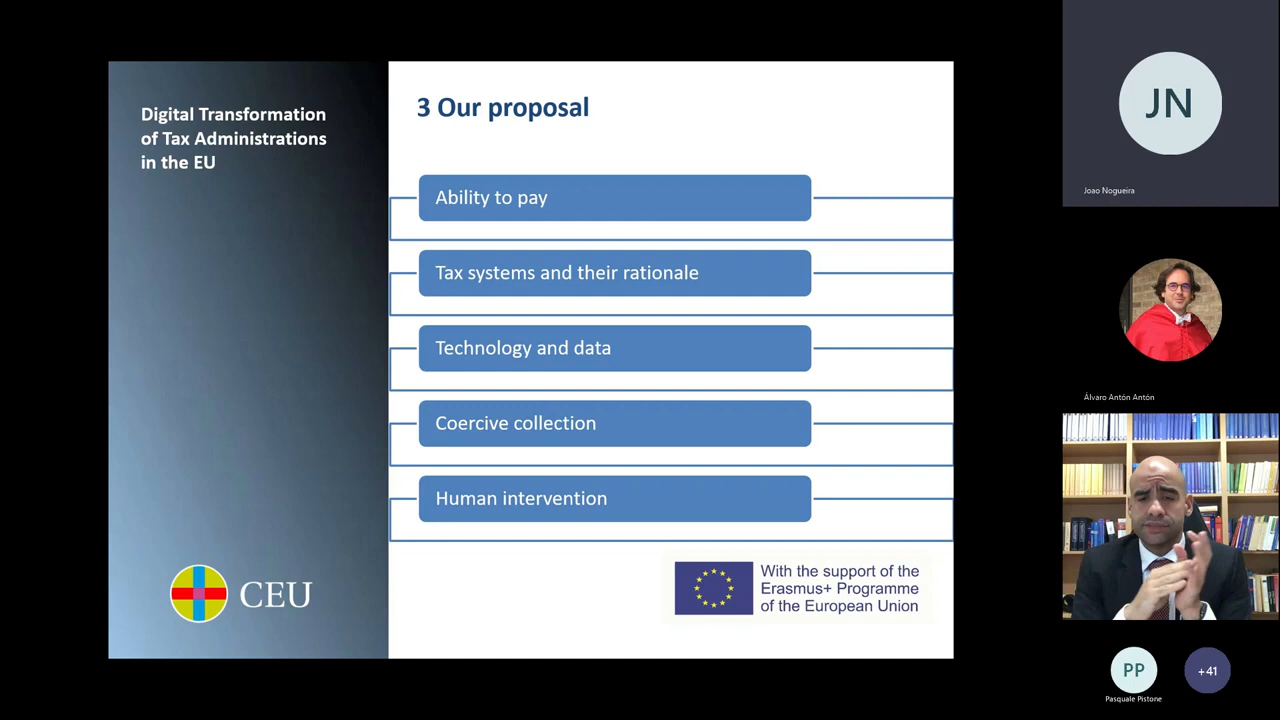 Digital Transformation
of Tax Administrations
in the EU
3 Our proposal
Ability to pay
Tax systems and their rationale
Technology and data
Coercive collection
Human intervention
CEU
With the support of the
Erasmus+ Programme
of the European Union
JN
Joao Nogueira
Álvaro Antón Antón
PP
+41
Pasquale Pistone